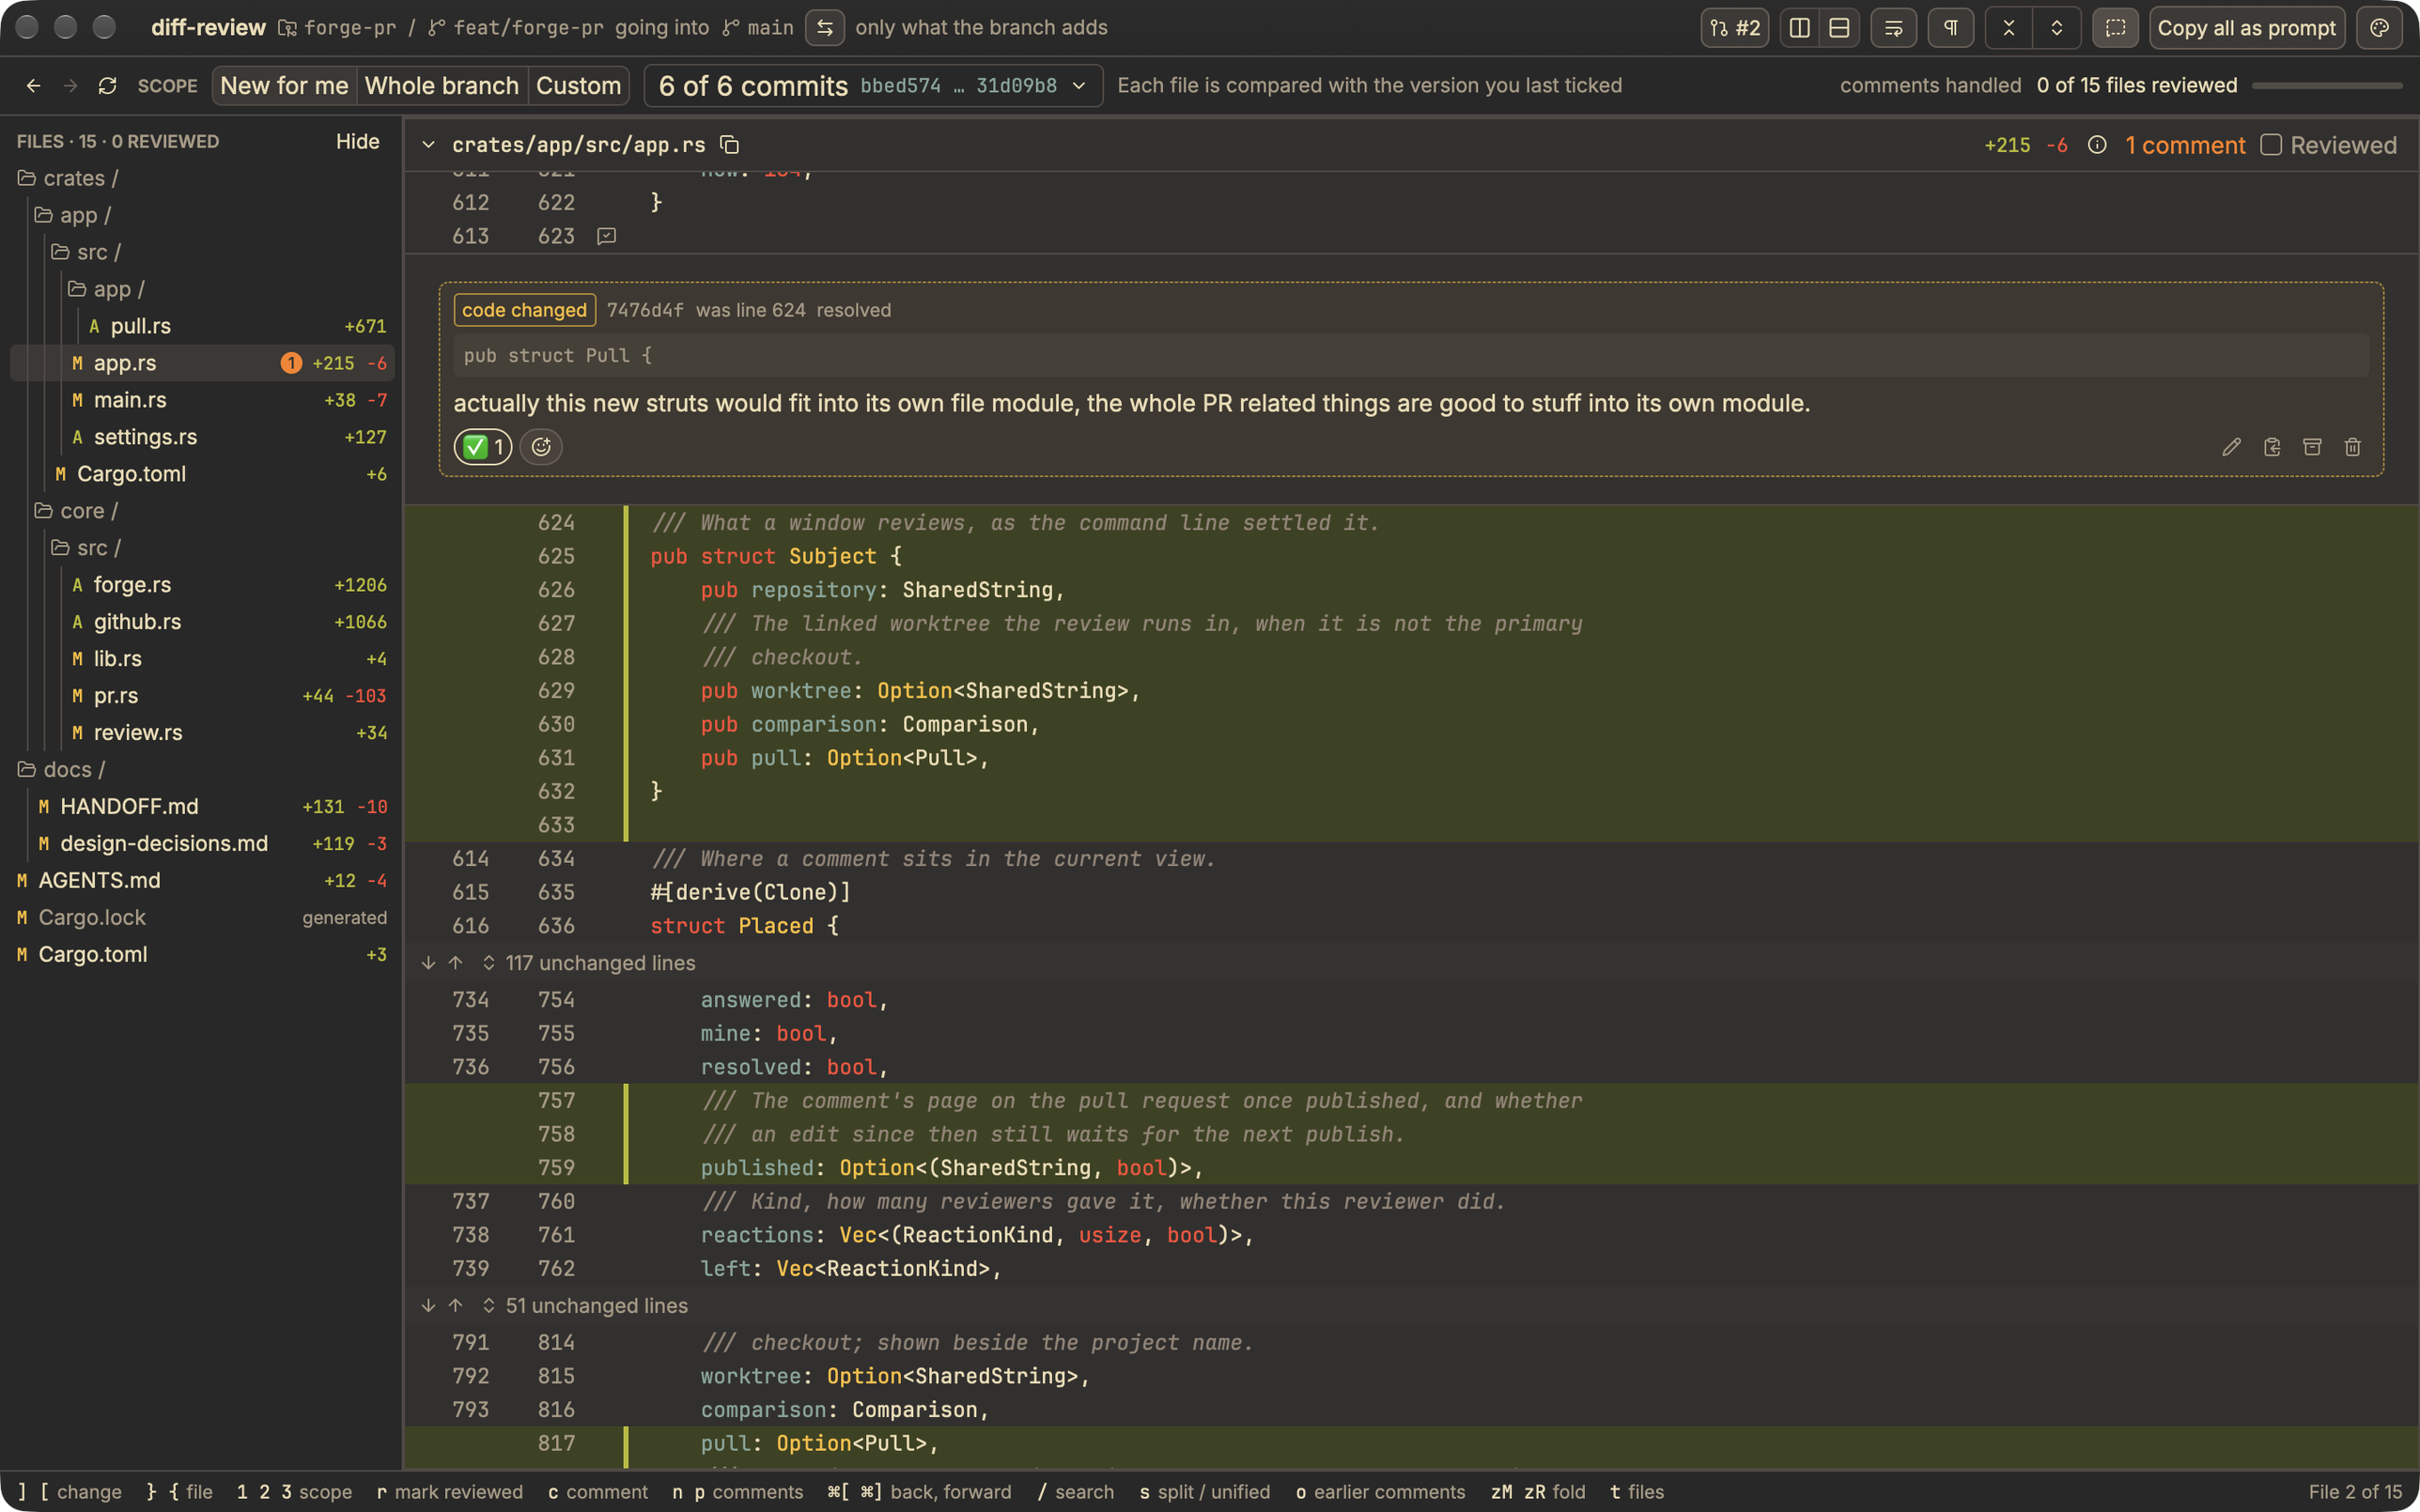 diff-review forge-pr / feat/forge-pr going into main only what the branch adds #2 Copy all as prompt
SCOPE New for me Whole branch Custom 6 of 6 commits bbed574 … 31d09b8 Each file is compared with the version you last ticked comments handled 0 of 15 files reviewed
FILES · 15 · 0 REVIEWED Hide
crates /
app /
src /
app /
A pull.rs +671
M app.rs 1 +215 -6
M main.rs +38 -7
A settings.rs +127
M Cargo.toml +6
core /
src /
A forge.rs +1206
A github.rs +1066
M lib.rs +4
M pr.rs +44 -103
M review.rs +34
docs /
M HANDOFF.md +131 -10
M design-decisions.md +119 -3
M AGENTS.md +12 -4
M Cargo.lock generated
M Cargo.toml +3
crates/app/src/app.rs +215 -6 1 comment Reviewed
612 622 }
613 623
code changed 7476d4f was line 624 resolved
pub struct Pull {
actually this new struts would fit into its own file module, the whole PR related things are good to stuff into its own module.
✅ 1
624 /// What a window reviews, as the command line settled it.
625 pub struct Subject {
626 pub repository: SharedString,
627 /// The linked worktree the review runs in, when it is not the primary
628 /// checkout.
629 pub worktree: Option<SharedString>,
630 pub comparison: Comparison,
631 pub pull: Option<Pull>,
632 }
633
614 634 /// Where a comment sits in the current view.
615 635 #[derive(Clone)]
616 636 struct Placed {
117 unchanged lines
734 754 answered: bool,
735 755 mine: bool,
736 756 resolved: bool,
757 /// The comment's page on the pull request once published, and whether
758 /// an edit since then still waits for the next publish.
759 published: Option<(SharedString, bool)>,
737 760 /// Kind, how many reviewers gave it, whether this reviewer did.
738 761 reactions: Vec<(ReactionKind, usize, bool)>,
739 762 left: Vec<ReactionKind>,
51 unchanged lines
791 814 /// checkout; shown beside the project name.
792 815 worktree: Option<SharedString>,
793 816 comparison: Comparison,
817 pull: Option<Pull>,
] [ change } { file 1 2 3 scope r mark reviewed c comment n p comments ⌘[ ⌘] back, forward / search s split / unified o earlier comments zM zR fold t files File 2 of 15